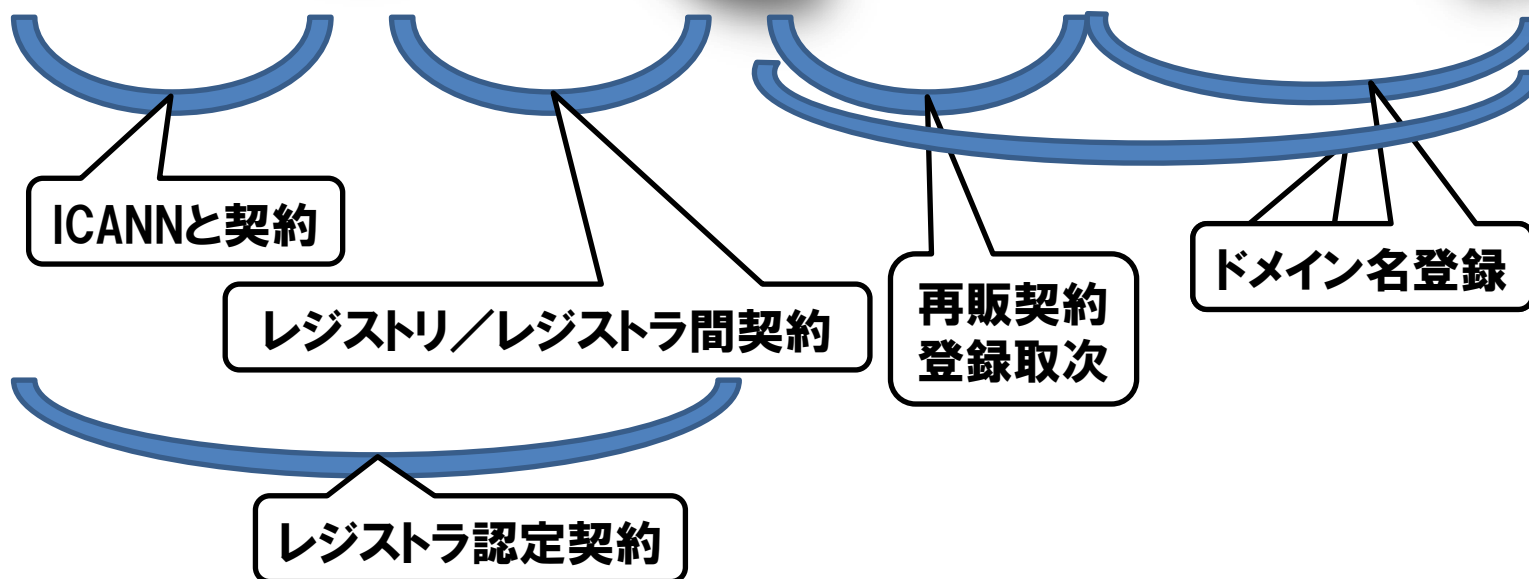 ICANNと契約
ドメイン名登録
レジストリ／レジストラ間契約
再販契約
登録取次
レジストラ認定契約